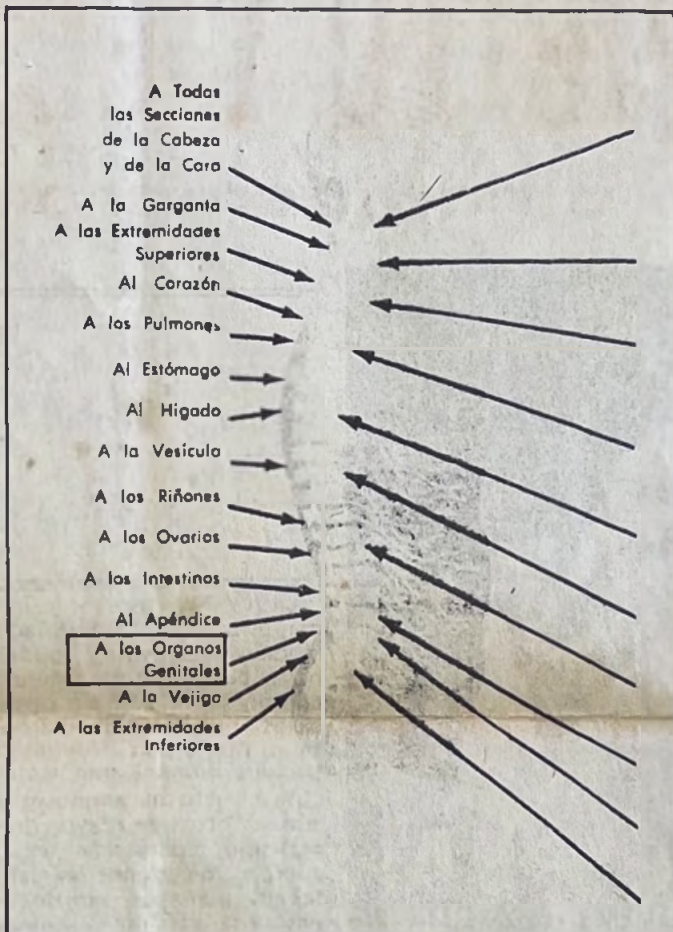 A Todas
las Secciones
de la Cabeza
y de la Cara
A la Garganta
A las Extremidades
Superiores
Al Corazón
A los Pulmones
Al Estómago
Al Higado
A la Vesícula
A los Riñones
A los Ovarios
A los Intestinos
Al Apéndice
A los Organos
Genitales
A la Vejiga
A las Extremidades
Inferiores